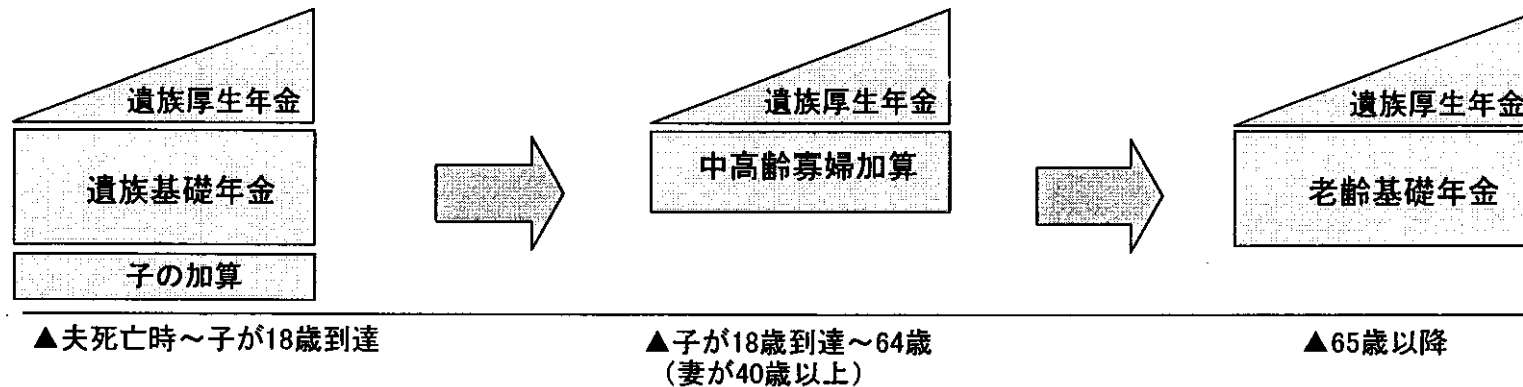 遺族厚生年金
遺族基礎年金
子の加算
▲夫死亡時～子が18歳到達
遺族厚生年金
中高齢寡婦加算
▲子が18歳到達～64歳
(妻が40歳以上)
遺族厚生年金
老齢基礎年金
▲65歳以降